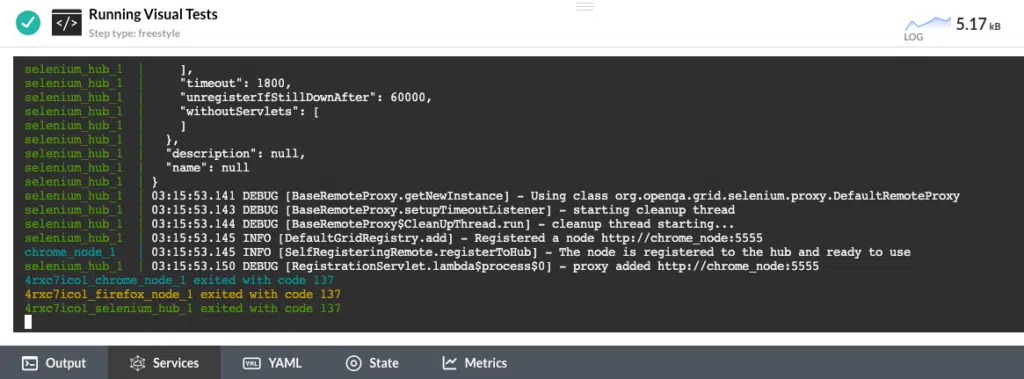 </>
Running Visual Tests
Step type: freestyle
LOG
5.17 kB
selenium_hub_1 | ],
selenium_hub_1 | "timeout": 1800,
selenium_hub_1 | "unregisterIfStillDownAfter": 60000,
selenium_hub_1 | "withoutServlets": [
selenium_hub_1 | ]
selenium_hub_1 | },
selenium_hub_1 | "description": null,
selenium_hub_1 | "name": null
selenium_hub_1 | }
selenium_hub_1 | 03:15:53.141 DEBUG [BaseRemoteProxy.getNewInstance] - Using class org.openqa.grid.selenium.proxy.DefaultRemoteProxy
selenium_hub_1 | 03:15:53.143 DEBUG [BaseRemoteProxy.setupTimeoutListener] - starting cleanup thread
selenium_hub_1 | 03:15:53.144 DEBUG [BaseRemoteProxy$CleanUpThread.run] - cleanup thread starting...
selenium_hub_1 | 03:15:53.145 INFO [DefaultGridRegistry.add] - Registered a node http://chrome_node:5555
chrome_node_1 | 03:15:53.145 INFO [SelfRegisteringRemote.registerToHub] - The node is registered to the hub and ready to use
selenium_hub_1 | 03:15:53.150 DEBUG [RegistrationServlet.lambda$process$0] - proxy added http://chrome_node:5555
4rxc7ico1_chrome_node_1 exited with code 137
4rxc7ico1_firefox_node_1 exited with code 137
4rxc7ico1_selenium_hub_1 exited with code 137
Output
Services
YML
YAML
State
Metrics